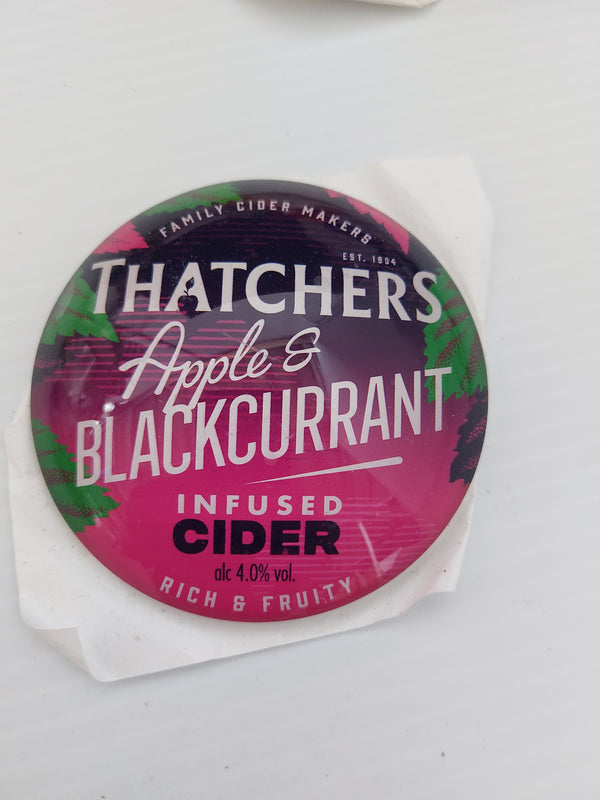 FAMILY CIDER MAKERS
EST. 1904
THATCHERS
Apple &
BLACKCURRANT
INFUSED
CIDER
alc 4.0% vol.
RICH & FRUITY